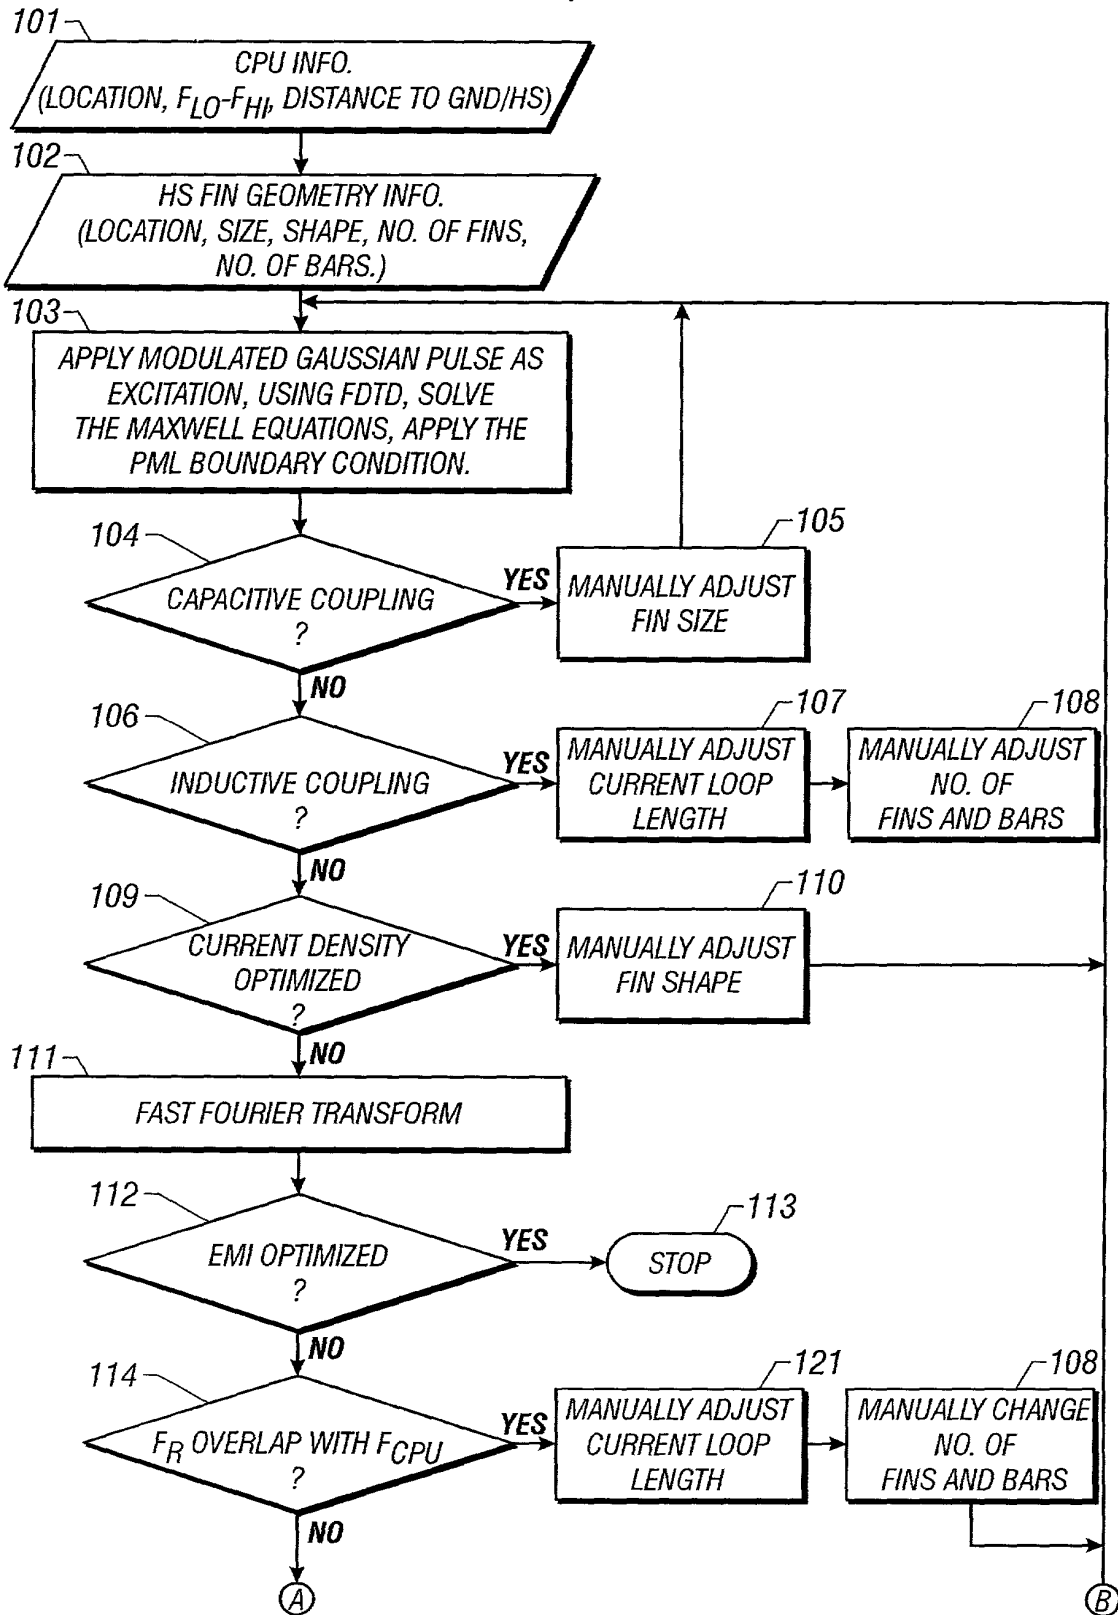 101
CPU INFO.
(LOCATION, FLO-FHI, DISTANCE TO GND/HS)
102
HS FIN GEOMETRY INFO.
(LOCATION, SIZE, SHAPE, NO. OF FINS,
NO. OF BARS.)
103
APPLY MODULATED GAUSSIAN PULSE AS
EXCITATION, USING FDTD, SOLVE
THE MAXWELL EQUATIONS, APPLY THE
PML BOUNDARY CONDITION.
104
CAPACITIVE COUPLING
?
YES
NO
105
MANUALLY ADJUST
FIN SIZE
106
INDUCTIVE COUPLING
?
YES
NO
107
MANUALLY ADJUST
CURRENT LOOP
LENGTH
108
MANUALLY ADJUST
NO. OF
FINS AND BARS
109
CURRENT DENSITY
OPTIMIZED
?
YES
NO
110
MANUALLY ADJUST
FIN SHAPE
111
FAST FOURIER TRANSFORM
112
EMI OPTIMIZED
?
YES
NO
113
STOP
114
FR OVERLAP WITH FCPU
?
YES
NO
121
MANUALLY ADJUST
CURRENT LOOP
LENGTH
108
MANUALLY CHANGE
NO. OF
FINS AND BARS
A
B